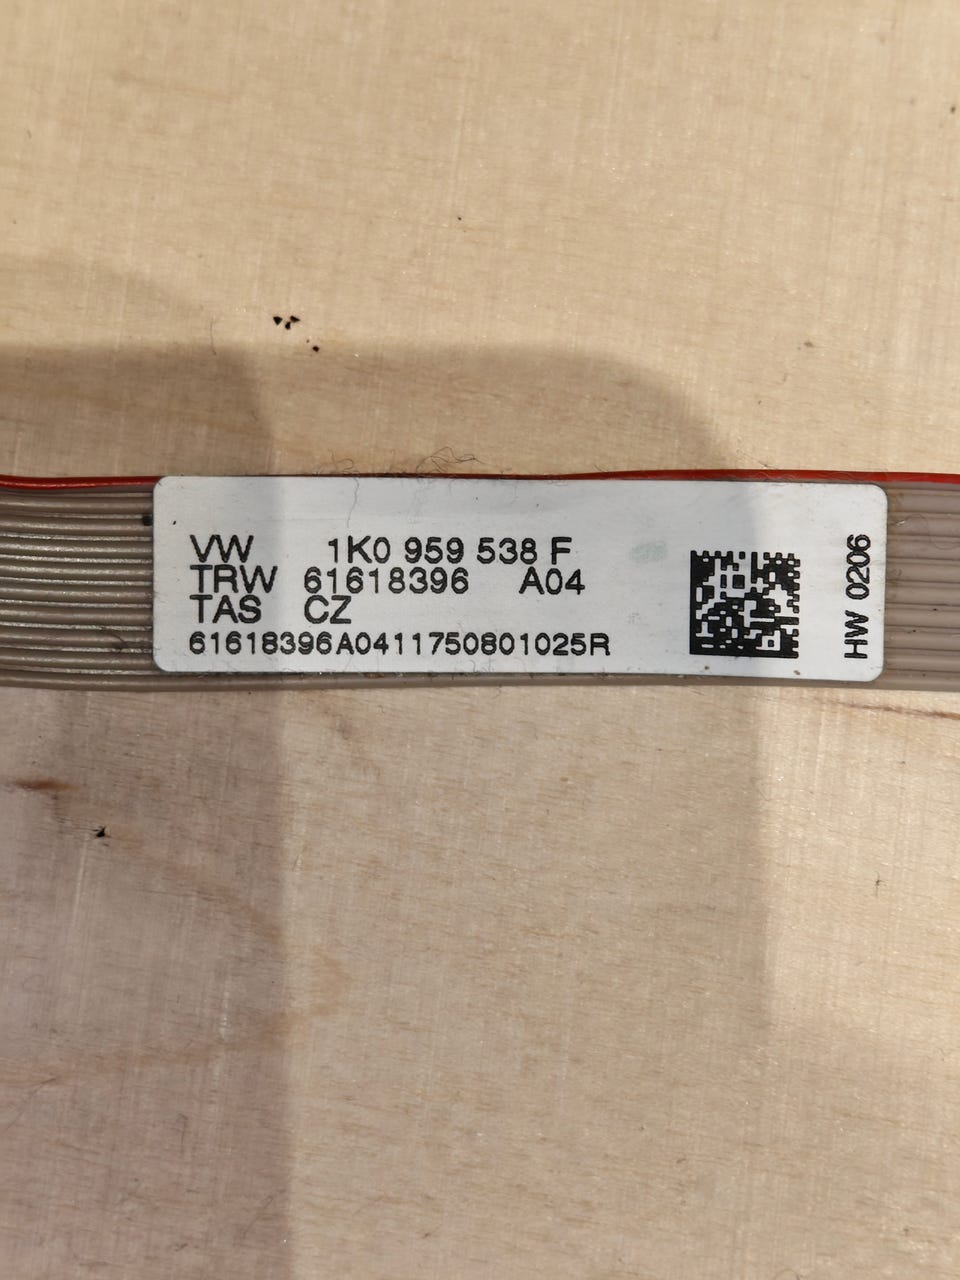 VW 1K0 959 538 F
TRW 61618396 A04
TAS CZ
61618396A0411750801025R
HW 0206